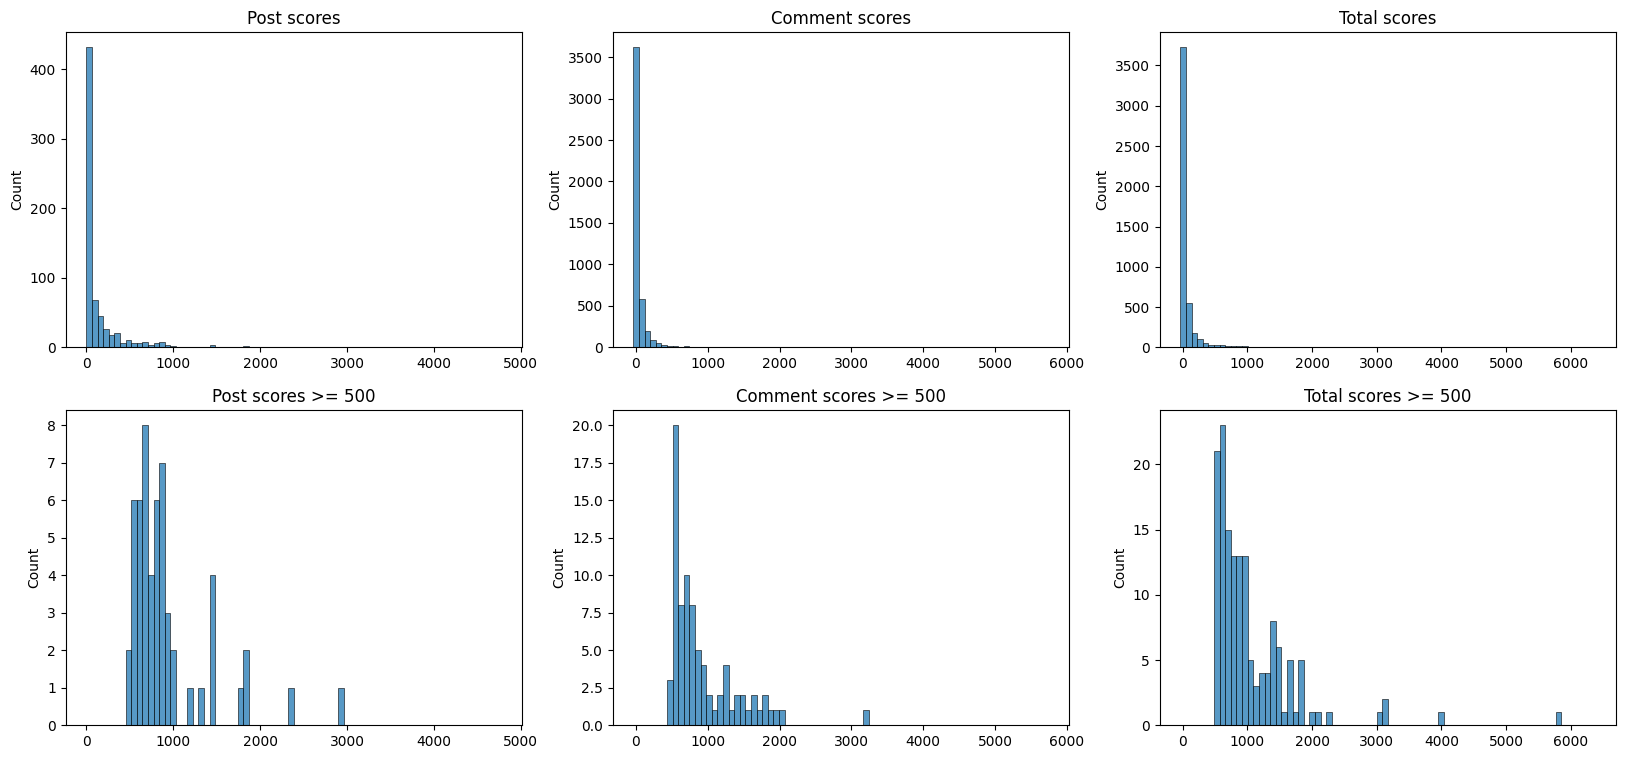 Post scores
Comment scores
Total scores
Count
400
300
200
100
0
0 1000 2000 3000 4000 5000
Count
3500
3000
2500
2000
1500
1000
500
0
0 1000 2000 3000 4000 5000 6000
Count
3500
3000
2500
2000
1500
1000
500
0
0 1000 2000 3000 4000 5000 6000
Post scores >= 500
Comment scores >= 500
Total scores >= 500
Count
8
7
6
5
4
3
2
1
0
0 1000 2000 3000 4000 5000
Count
20.0
17.5
15.0
12.5
10.0
7.5
5.0
2.5
0.0
0 1000 2000 3000 4000 5000 6000
Count
20
15
10
5
0
0 1000 2000 3000 4000 5000 6000